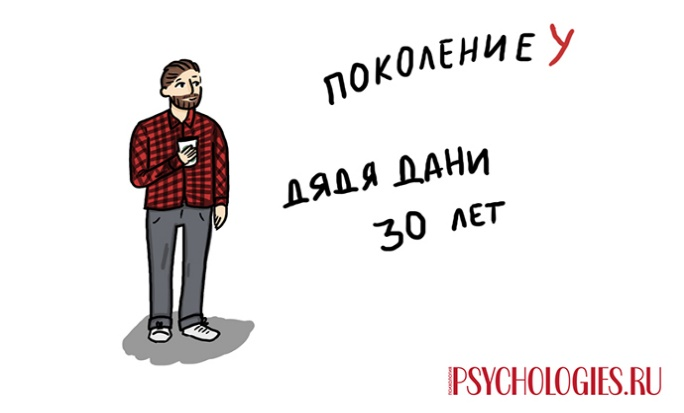 ПОКОЛЕНИЕ У
ДЯДЯ ДАНИ
30 ЛЕТ
PSYCHOLOGIES.RU